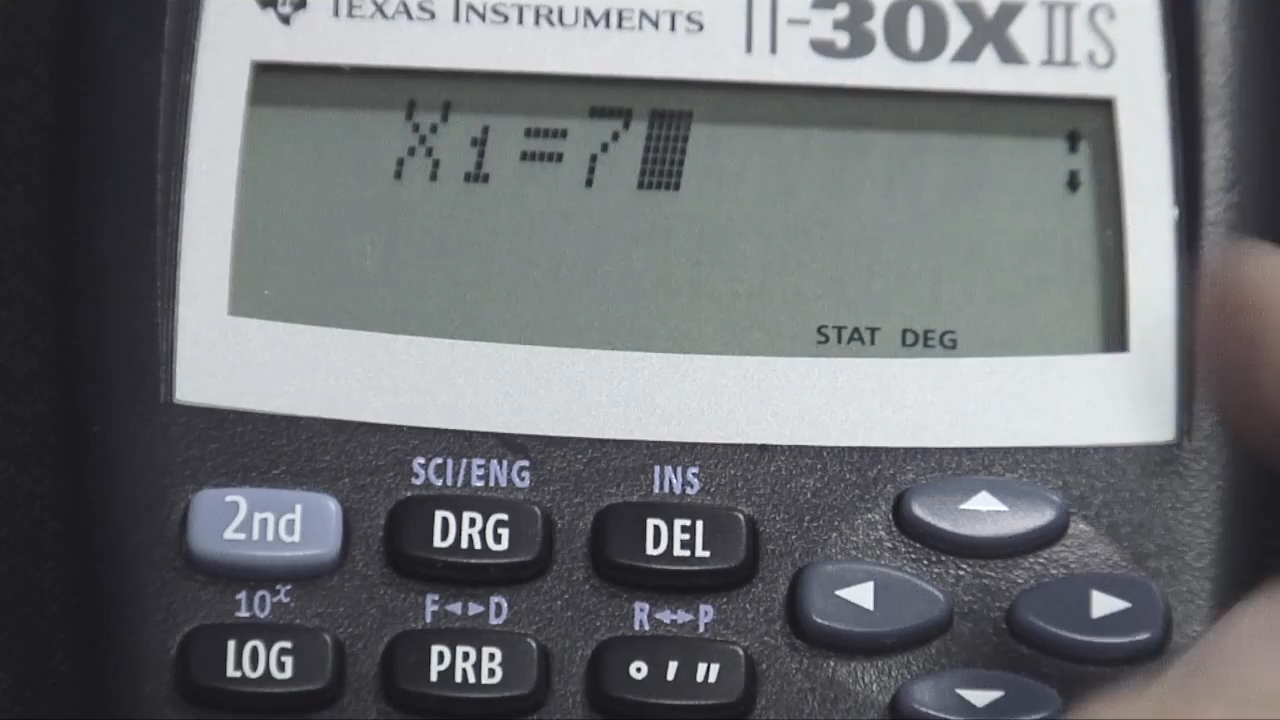 TEXAS INSTRUMENTS TI-30X IIS
X1=7
STAT DEG
SCI/ENG INS
2nd DRG DEL
10ˣ F◄►D R◄►P
LOG PRB ° ' "